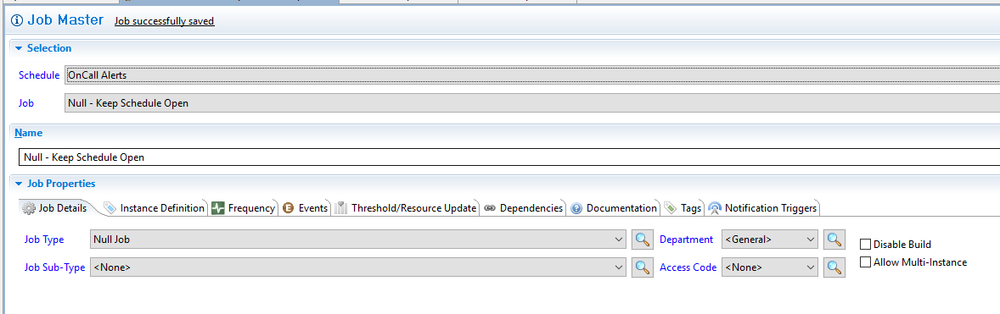 Job Master Job successfully saved
Selection
Schedule OnCall Alerts
Job Null - Keep Schedule Open
Name
Null - Keep Schedule Open
Job Properties
Job Details Instance Definition Frequency E Events Threshold/Resource Update Dependencies Documentation Tags Notification Triggers
Job Type Null Job Department <General> Disable Build
Job Sub-Type <None> Access Code <None> Allow Multi-Instance